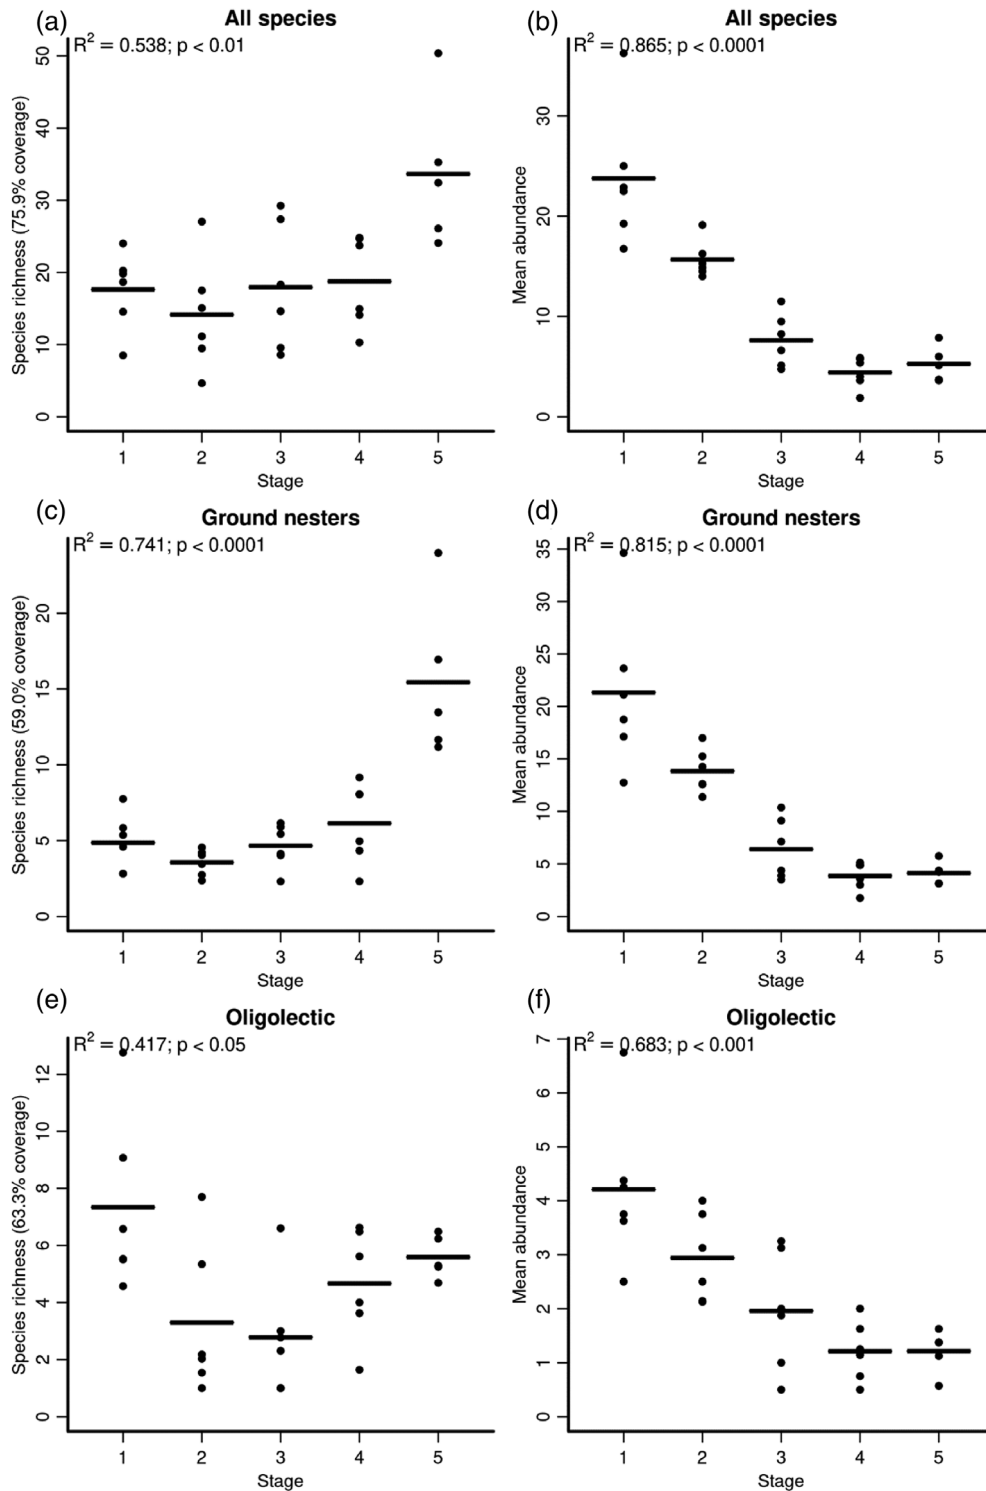 (a) All species
R² = 0.538; p < 0.01
Species richness (75.9% coverage)
50
40
30
20
10
0
1 2 3 4 5
Stage
(b) All species
R² = 0.865; p < 0.0001
Mean abundance
30
20
10
0
1 2 3 4 5
Stage
(c) Ground nesters
R² = 0.741; p < 0.0001
Species richness (59.0% coverage)
20
15
10
5
0
1 2 3 4 5
Stage
(d) Ground nesters
R² = 0.815; p < 0.0001
Mean abundance
35
30
25
20
15
10
5
0
1 2 3 4 5
Stage
(e) Oligolectic
R² = 0.417; p < 0.05
Species richness (63.3% coverage)
12
10
8
6
4
2
0
1 2 3 4 5
Stage
(f) Oligolectic
R² = 0.683; p < 0.001
Mean abundance
7
6
5
4
3
2
1
0
1 2 3 4 5
Stage